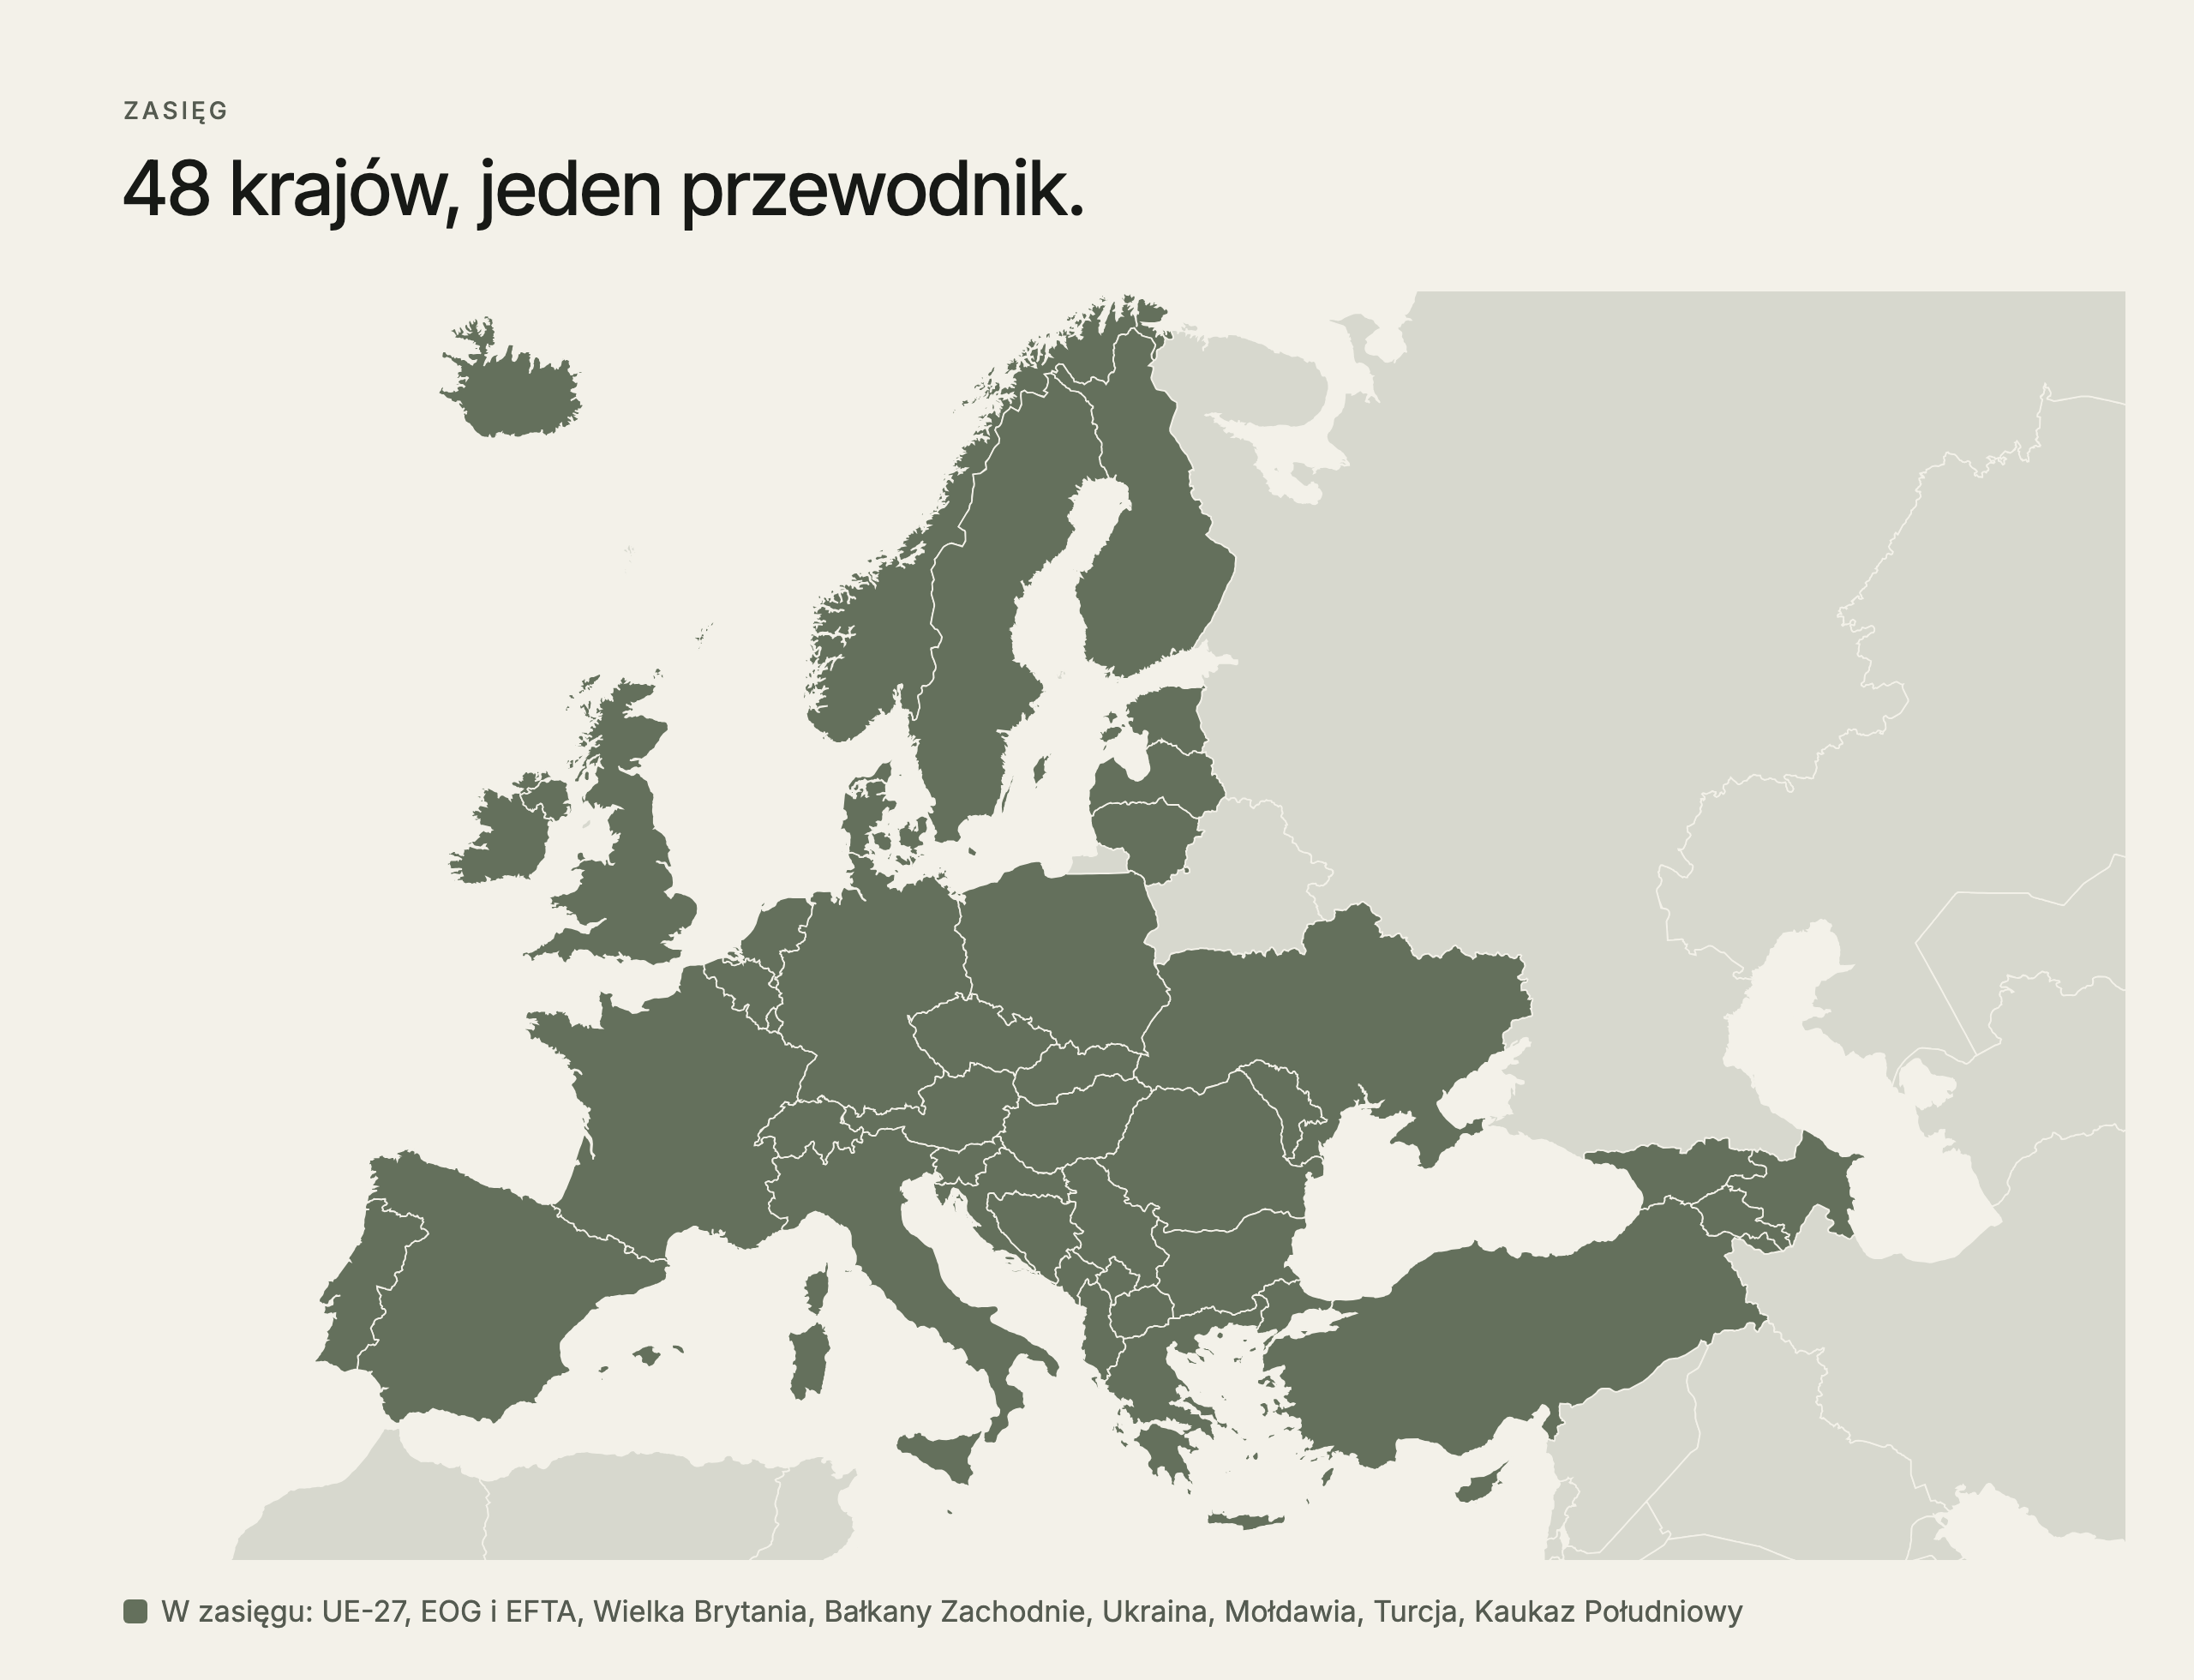 ZASIĘG
48 krajów, jeden przewodnik.
W zasięgu: UE-27, EOG i EFTA, Wielka Brytania, Bałkany Zachodnie, Ukraina, Mołdawia, Turcja, Kaukaz Południowy